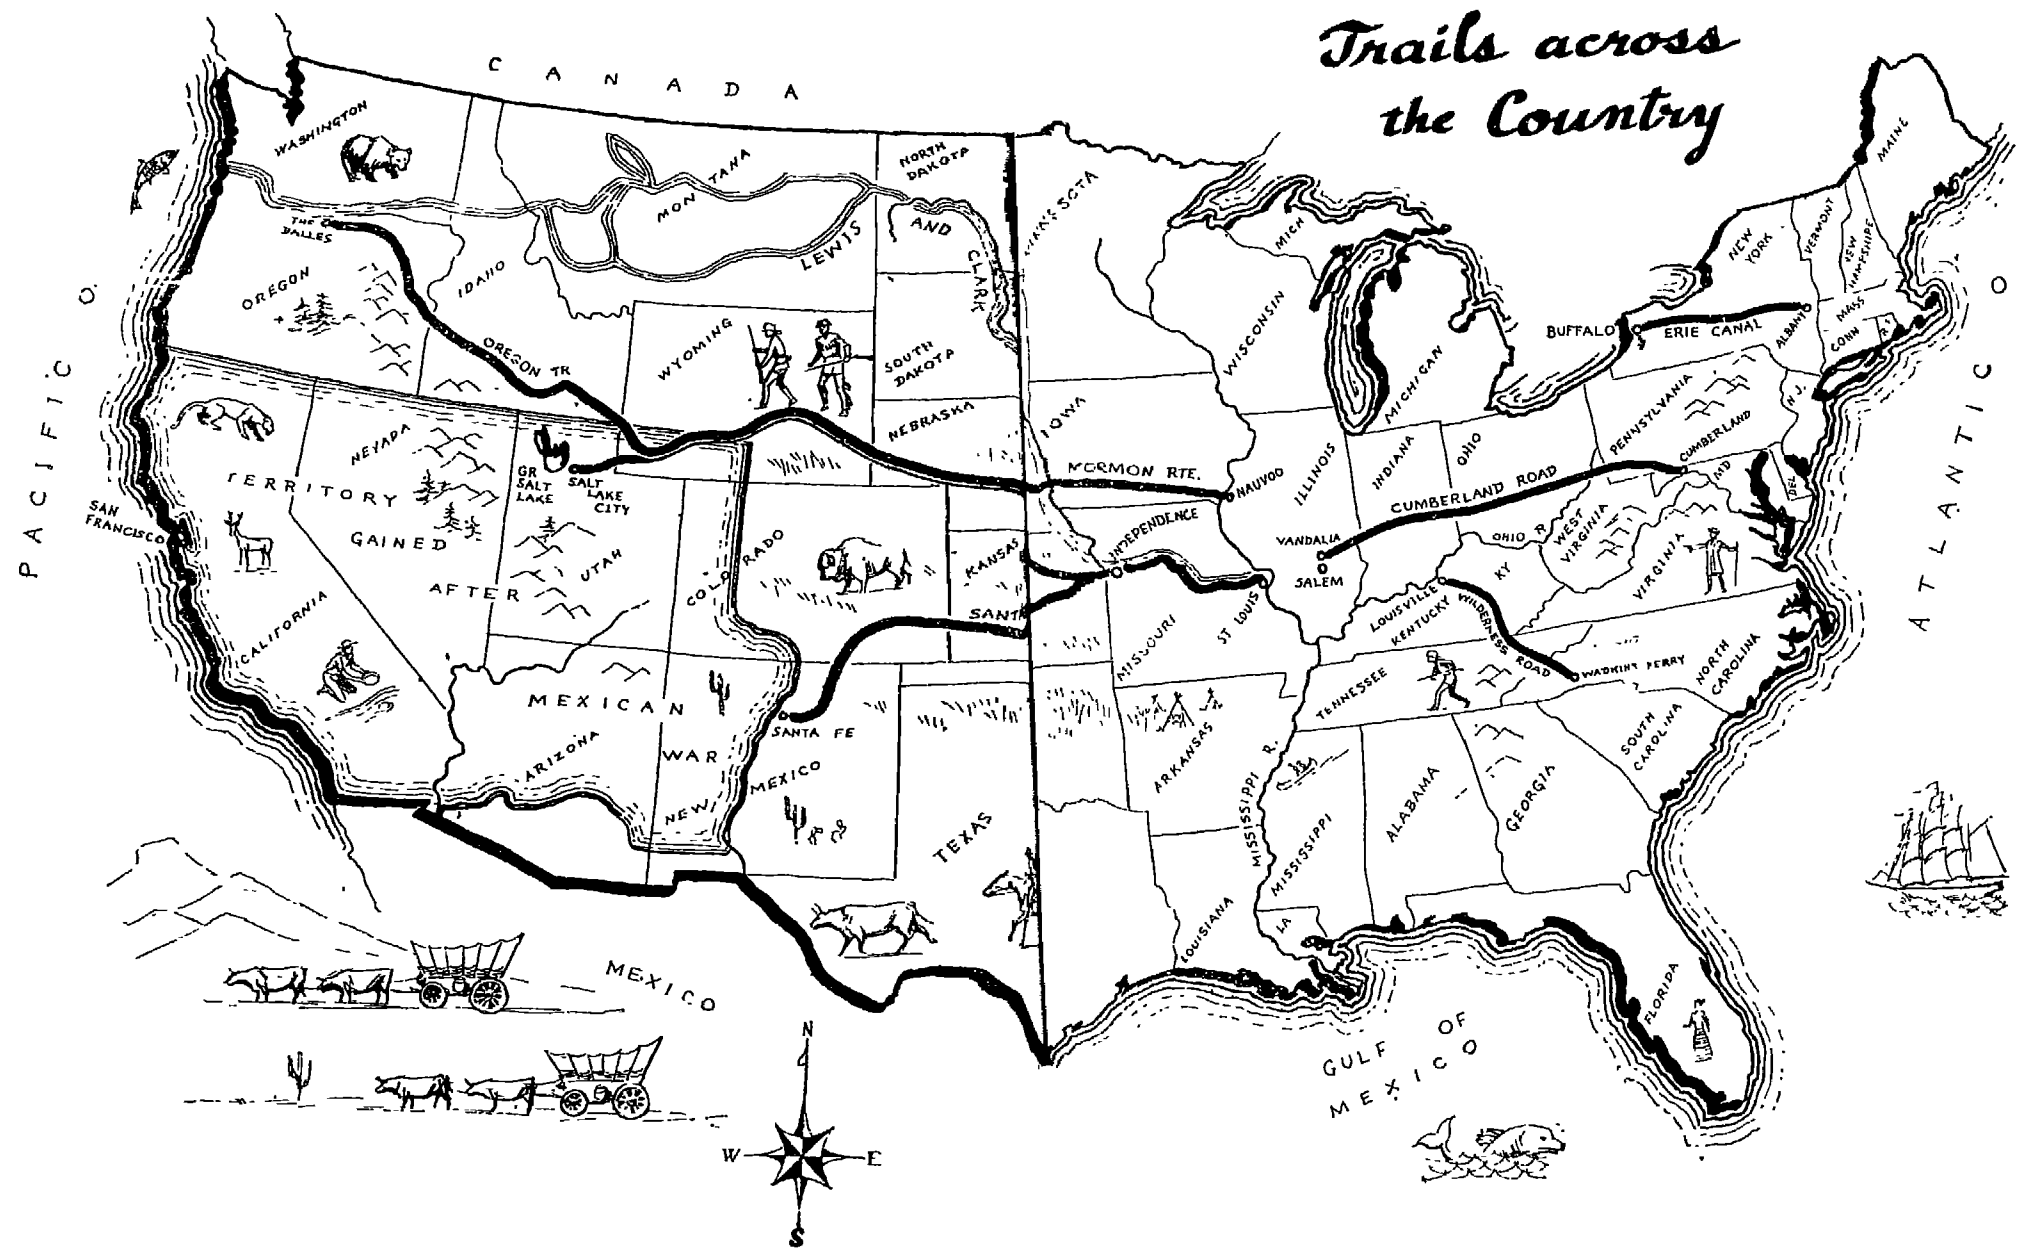 Trails across
the Country
C A N A D A
WASHINGTON
MONTANA
NORTH
DAKOTA
MAINE
THE
DALLES
LEWIS
AND
CLARK
MICH
NEW
YORK
VERMONT
NEW
HAMPSHIRE
OREGON
IDAHO
WISCONSIN
MASS
CONN
R.I.
BUFFALO
ERIE CANAL
ALBANY
PACIFIC O.
ATLANTIC O
OREGON TR
WYOMING
SOUTH
DAKOTA
MICHIGAN
PENNSYLVANIA
N J.
NEBRASKA
IOWA
NEVADA
GR
SALT
LAKE
SALT
LAKE
CITY
MORMON RTE.
NAUVOO
ILLINOIS
INDIANA
OHIO
CUMBERLAND
MD
DEL
CUMBERLAND ROAD
TERRITORY
GAINED
AFTER
MEXICAN
WAR
SAN
FRANCISCO
UTAH
COLORADO
KANSAS
INDEPENDENCE
VANDALIA
SALEM
OHIO R
WEST
VIRGINIA
VIRGINIA
KY
CALIFORNIA
SANTA
MISSOURI
ST LOUIS
LOUISVILLE
KENTUCKY
WILDERNESS ROAD
WADKINS FERRY
NORTH
CAROLINA
TENNESSEE
SANTA FE
ARIZONA
NEW
MEXICO
TEXAS
ARKANSAS
MISSISSIPPI R.
MISSISSIPPI
ALABAMA
GEORGIA
SOUTH
CAROLINA
LOUISIANA
LA
FLORIDA
MEXICO
GULF OF
MEXICO
N
W
E
S